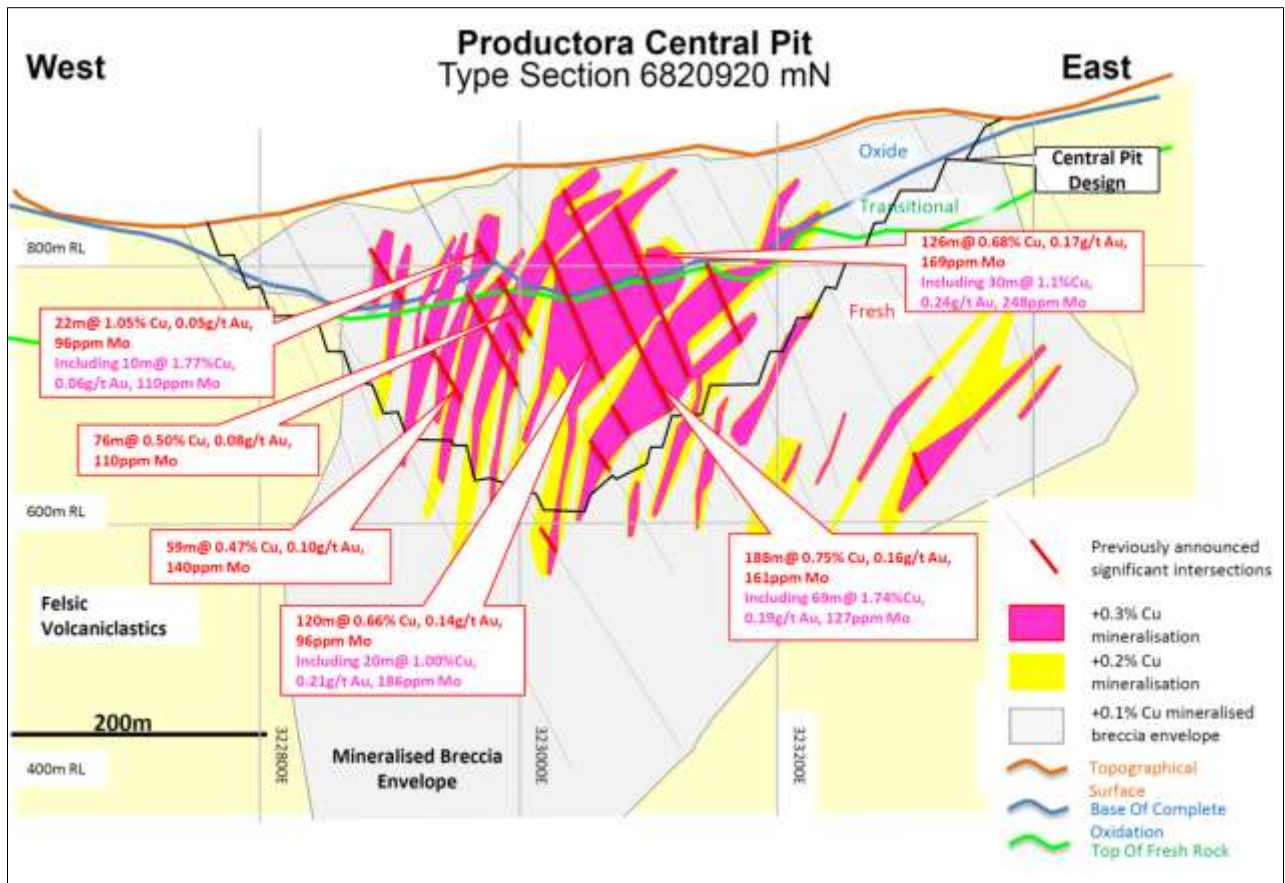 Productora Central Pit
Type Section 6820920 mN
West
East
Oxide
Central Pit
Design
Transitional
800m RL
126m@ 0.68% Cu, 0.17g/t Au,
169ppm Mo
Including 30m@ 1.1%Cu,
0.24g/t Au, 248ppm Mo
Fresh
22m@ 1.05% Cu, 0.05g/t Au,
96ppm Mo
Including 10m@ 1.77%Cu,
0.06g/t Au, 110ppm Mo
76m@ 0.50% Cu, 0.08g/t Au,
110ppm Mo
600m RL
59m@ 0.47% Cu, 0.10g/t Au,
140ppm Mo
188m@ 0.75% Cu, 0.16g/t Au,
161ppm Mo
Including 69m@ 1.74%Cu,
0.19g/t Au, 127ppm Mo
Felsic
Volcaniclastics
120m@ 0.66% Cu, 0.14g/t Au,
96ppm Mo
Including 20m@ 1.00%Cu,
0.21g/t Au, 186ppm Mo
200m
400m RL
322800E
323000E
323200E
Mineralised Breccia
Envelope
Previously announced
significant intersections
+0.3% Cu
mineralisation
+0.2% Cu
mineralisation
+0.1% Cu mineralised
breccia envelope
Topographical
Surface
Base Of Complete
Oxidation
Top Of Fresh Rock